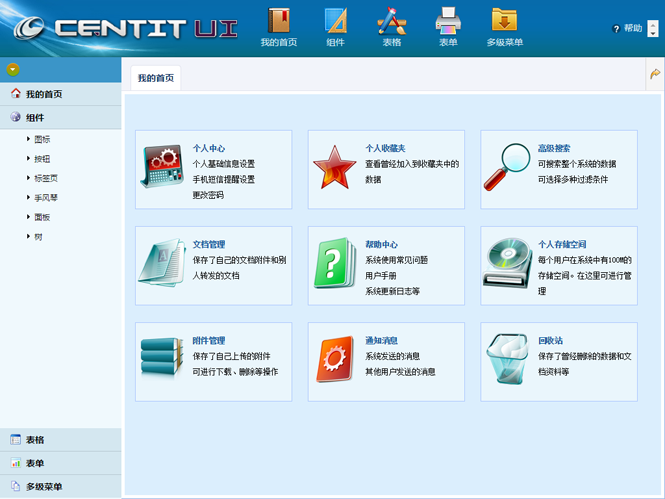 CENTIT UI
我的首页
组件
表格
表单
多级菜单
? 帮助
我的首页
组件
图标
按钮
标签页
手风琴
面板
树
表格
表单
多级菜单
我的首页
个人中心
个人基础信息设置
手机短信提醒设置
更改密码
个人收藏夹
查看曾经加入到收藏夹中的
数据
高级搜索
可搜索整个系统的数据
可选择多种过滤条件
文档管理
保存了自己的文档附件和别
人转发的文档
帮助中心
系统使用常见问题
用户手册
系统更新日志等
个人存储空间
每个用户在系统中有100M的
存储空间。在这里可进行管
理
附件管理
保存了自己上传的附件
可进行下载、删除等操作
通知消息
系统发送的消息
其他用户发送的消息
回收站
保存了曾经删除的数据和文
档资料等